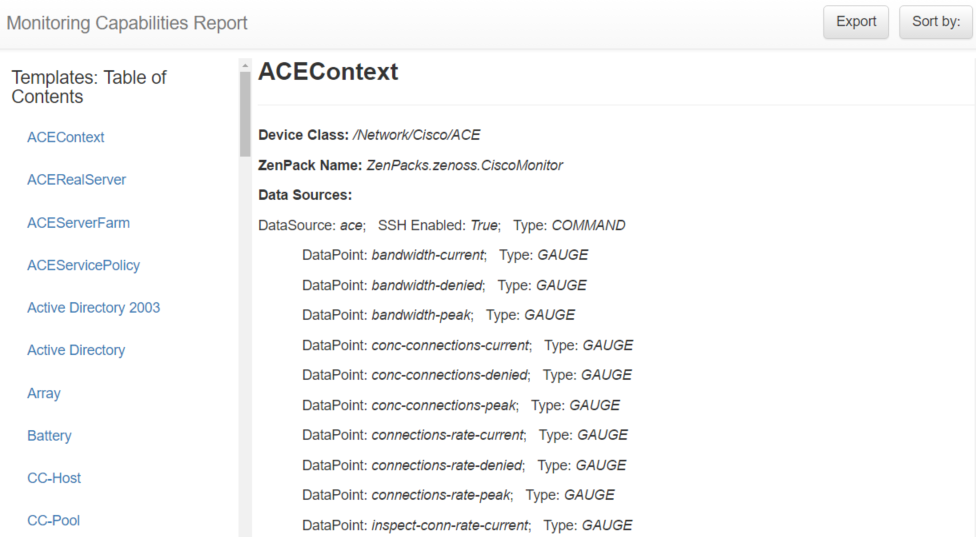 Monitoring Capabilities Report
Export
Sort by:
Templates: Table of
Contents
ACEContext
ACERealServer
ACEServerFarm
ACEServicePolicy
Active Directory 2003
Active Directory
Array
Battery
CC-Host
CC-Pool
ACEContext
Device Class: /Network/Cisco/ACE
ZenPack Name: ZenPacks.zenoss.CiscoMonitor
Data Sources:
DataSource: ace; SSH Enabled: True; Type: COMMAND
DataPoint: bandwidth-current; Type: GAUGE
DataPoint: bandwidth-denied; Type: GAUGE
DataPoint: bandwidth-peak; Type: GAUGE
DataPoint: conc-connections-current; Type: GAUGE
DataPoint: conc-connections-denied; Type: GAUGE
DataPoint: conc-connections-peak; Type: GAUGE
DataPoint: connections-rate-current; Type: GAUGE
DataPoint: connections-rate-denied; Type: GAUGE
DataPoint: connections-rate-peak; Type: GAUGE
DataPoint: inspect-conn-rate-current; Type: GAUGE